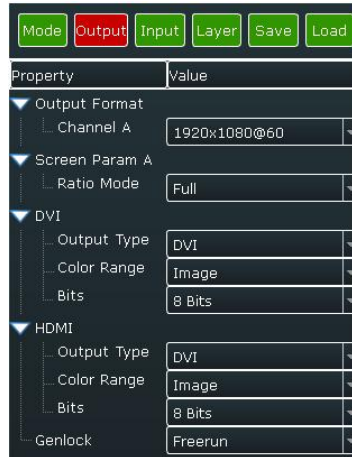 Mode Output Input Layer Save Load
Property Value
Output Format
Channel A 1920x1080@60
Screen Param A
Ratio Mode Full
DVI
Output Type DVI
Color Range Image
Bits 8 Bits
HDMI
Output Type DVI
Color Range Image
Bits 8 Bits
Genlock Freerun